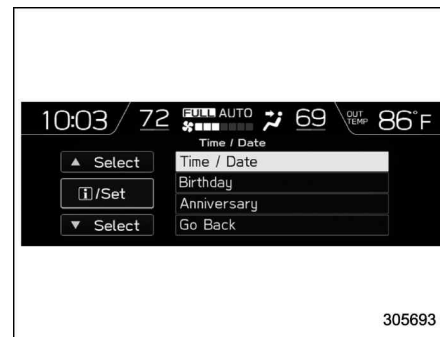 10:03 72 FULL AUTO 69 OUT TEMP 86°F
Time / Date
▲ Select
Time / Date
i/Set
Birthday
Anniversary
▼ Select
Go Back
305693